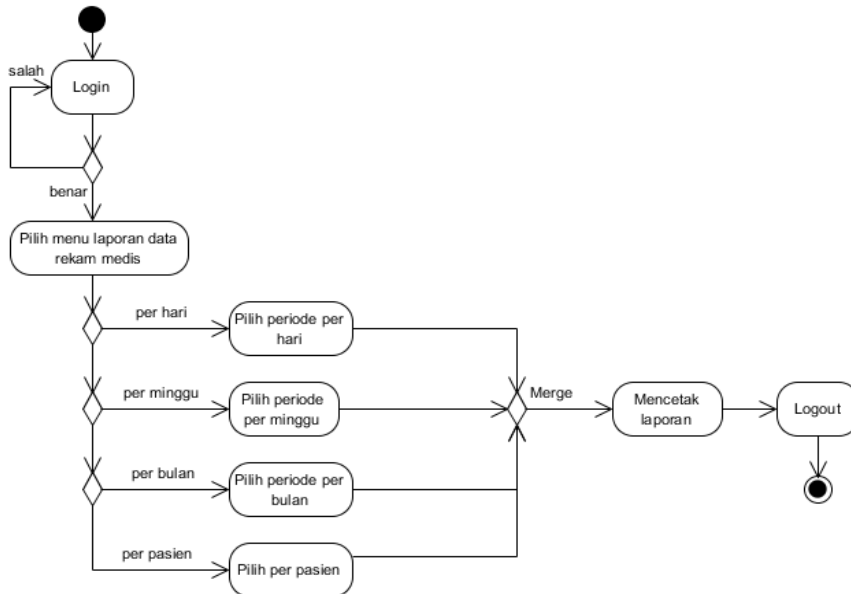 salah
Login
benar
Pilih menu laporan data
rekam medis
per hari
Pilih periode per
hari
per minggu
Pilih periode
per minggu
Merge
Mencetak
laporan
Logout
per bulan
Pilih periode per
bulan
per pasien
Pilih per pasien